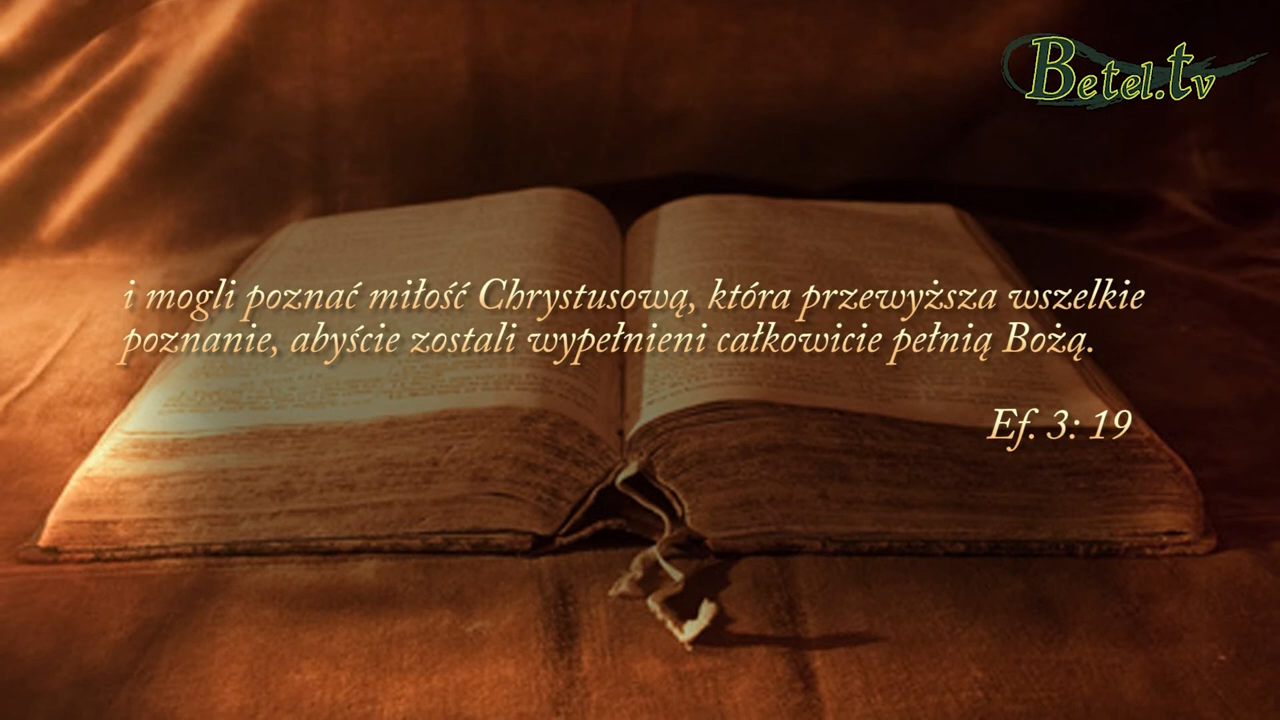 Betel.tv
i mogli poznać miłość Chrystusową, która przewyższa wszelkie
poznanie, abyście zostali wypełnieni całkowicie pełnią Bożą.
Ef. 3: 19